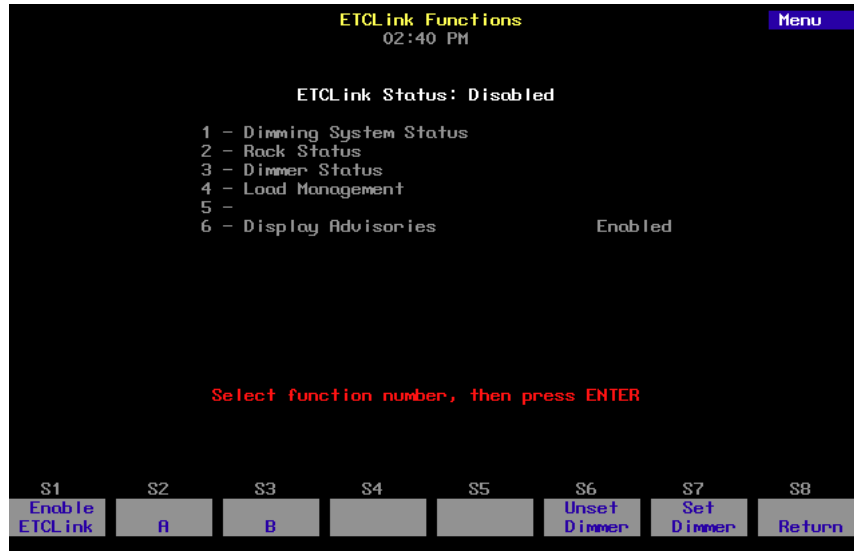 ETCLink Functions Menu
02:40 PM
ETCLink Status: Disabled
1 - Dimming System Status
2 - Rack Status
3 - Dimmer Status
4 - Load Management
5 -
6 - Display Advisories Enabled
Select function number, then press ENTER
S1 S2 S3 S4 S5 S6 S7 S8
Enable Unset Set
ETCLink A B Dimmer Dimmer Return